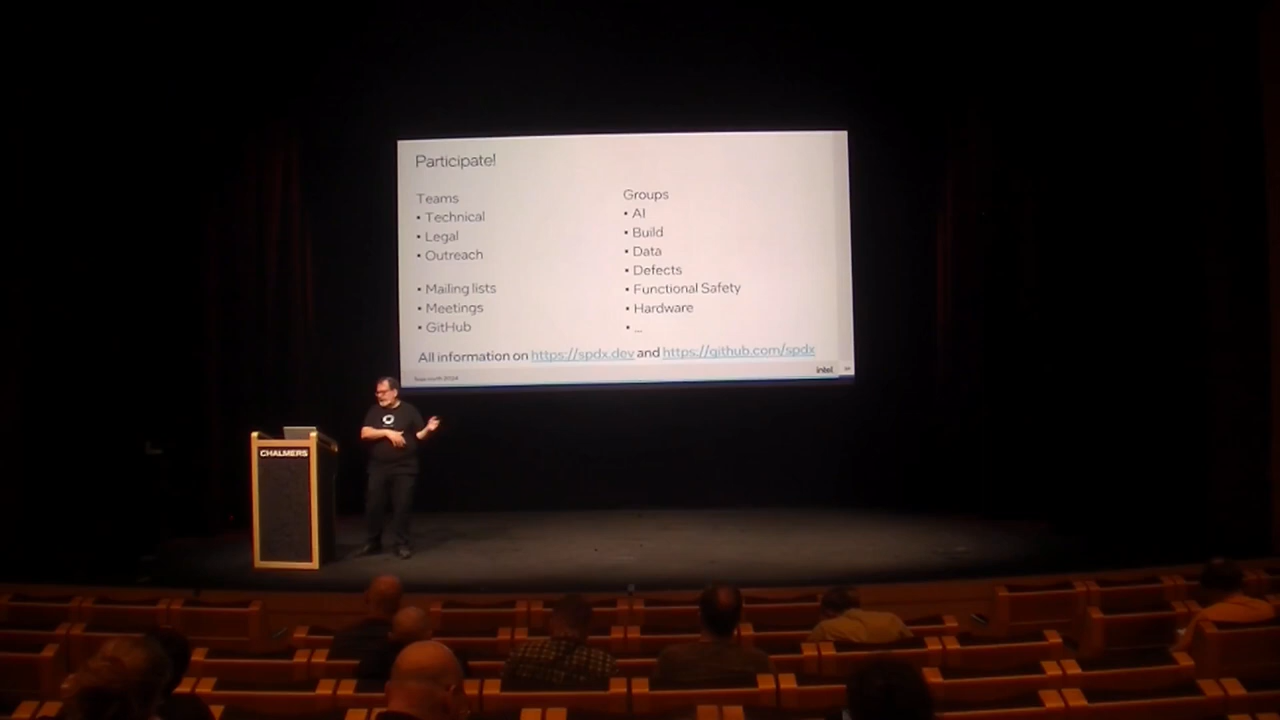 Participate!
Teams
• Technical
• Legal
• Outreach
• Mailing lists
• Meetings
• GitHub
Groups
• AI
• Build
• Data
• Defects
• Functional Safety
• Hardware
• ...
All information on https://spdx.dev and https://github.com/spdx
intel
CHALMERS